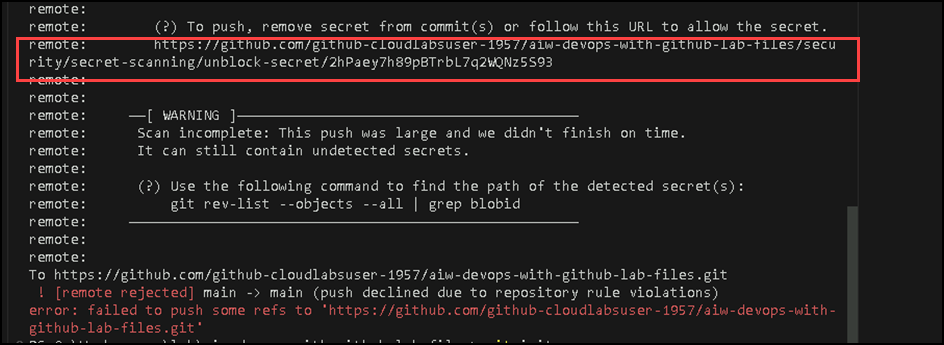 remote:
remote: (?) To push, remove secret from commit(s) or follow this URL to allow the secret.
remote: https://github.com/github-cloudlabsuser-1957/aiw-devops-with-github-lab-files/secu
rity/secret-scanning/unblock-secret/2hPaey7h89pBTrbL7q2WQNz5S93
remote:
remote:
remote: —[ WARNING ]—
remote: Scan incomplete: This push was large and we didn't finish on time.
remote: It can still contain undetected secrets.
remote:
remote: (?) Use the following command to find the path of the detected secret(s):
remote: git rev-list --objects --all | grep blobid
remote:
remote:
remote:
To https://github.com/github-cloudlabsuser-1957/aiw-devops-with-github-lab-files.git
! [remote rejected] main -> main (push declined due to repository rule violations)
error: failed to push some refs to 'https://github.com/github-cloudlabsuser-1957/aiw-devops-with-
github-lab-files.git'